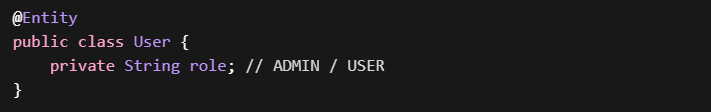 @Entity
public class User {
    private String role; // ADMIN / USER
}